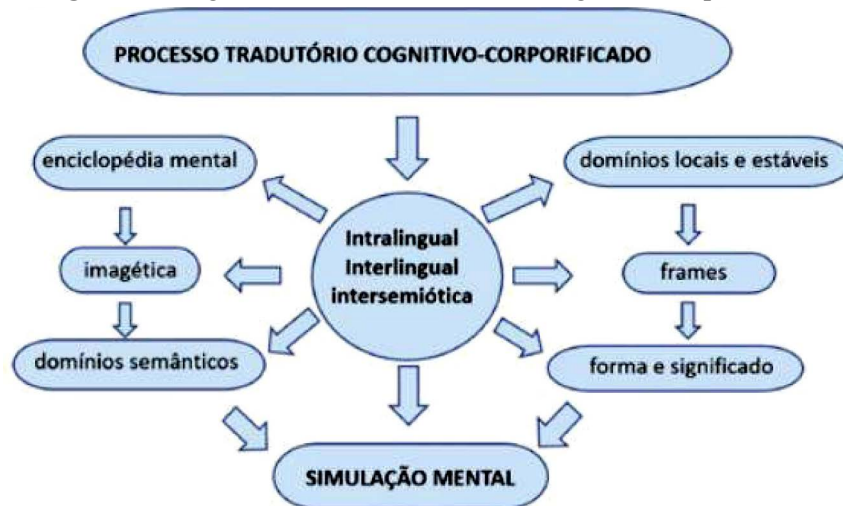 PROCESSO TRADUTÓRIO COGNITIVO-CORPORIFICADO
enciclopédia mental
domínios locais e estáveis
Intralingual
Interlingual
intersemiótica
imagética
frames
domínios semânticos
forma e significado
SIMULAÇÃO MENTAL